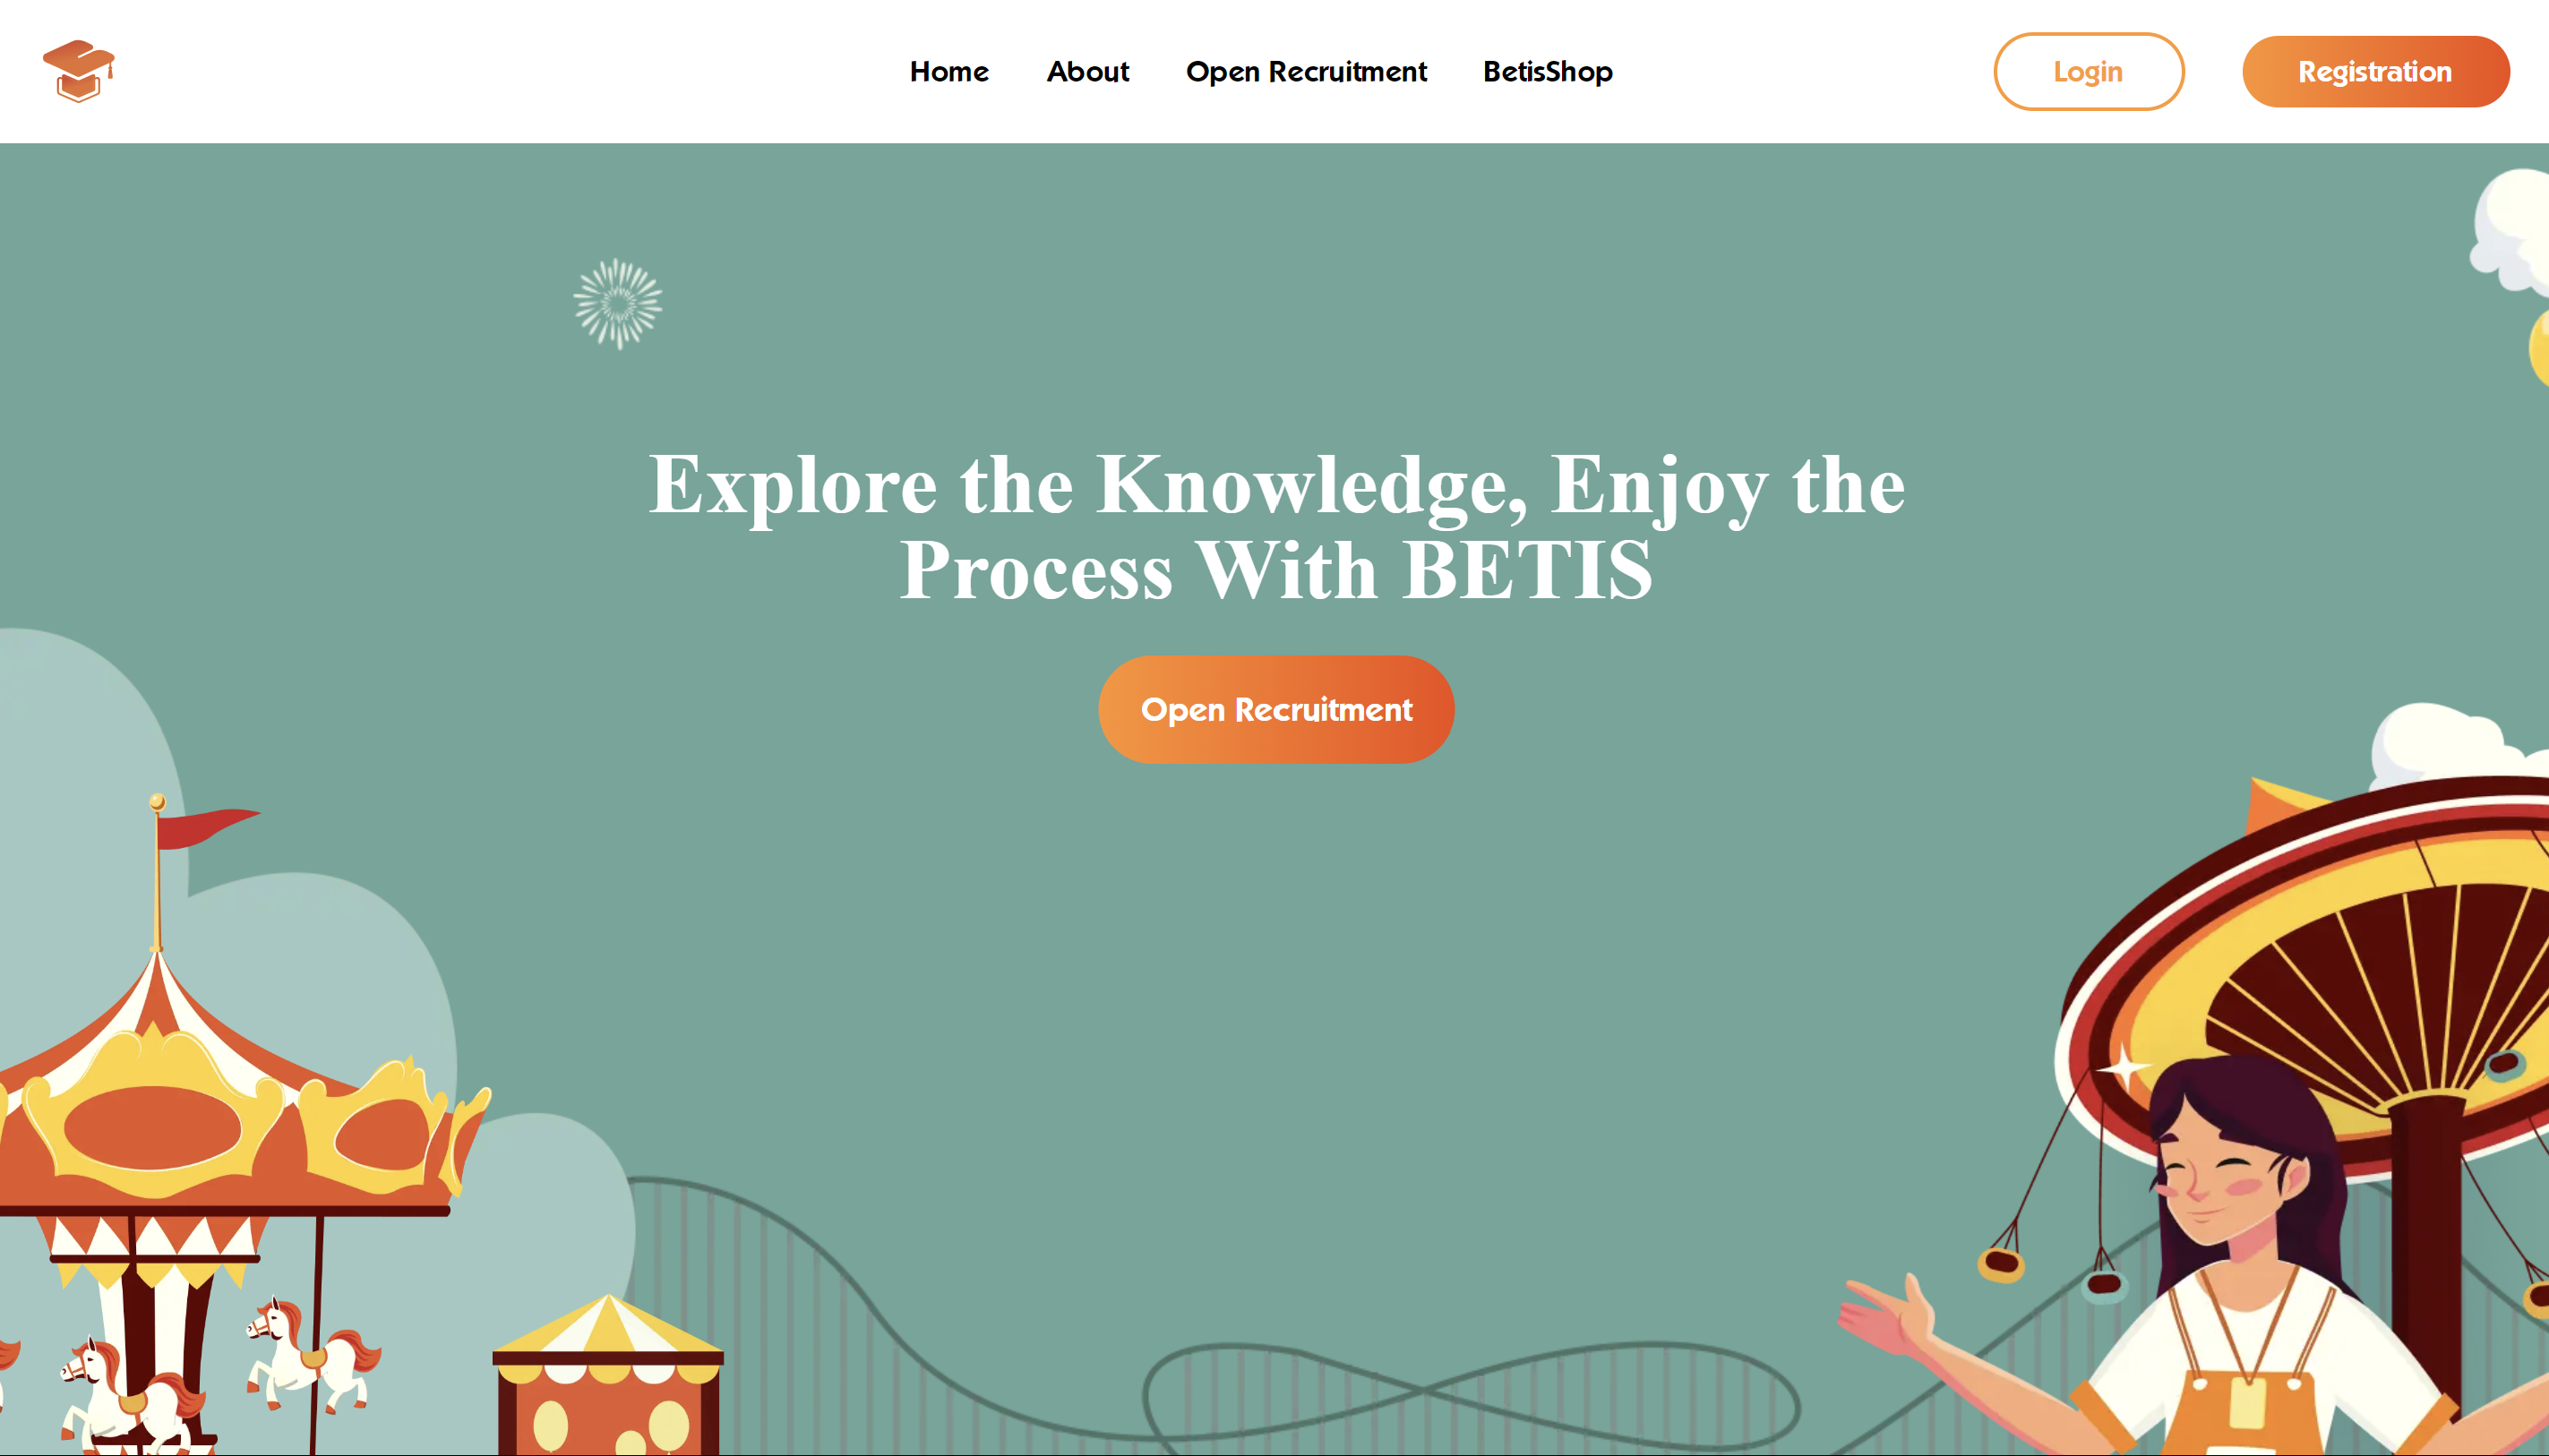 Home About Open Recruitment BetisShop Login Registration
Explore the Knowledge, Enjoy the
Process With BETIS
Open Recruitment